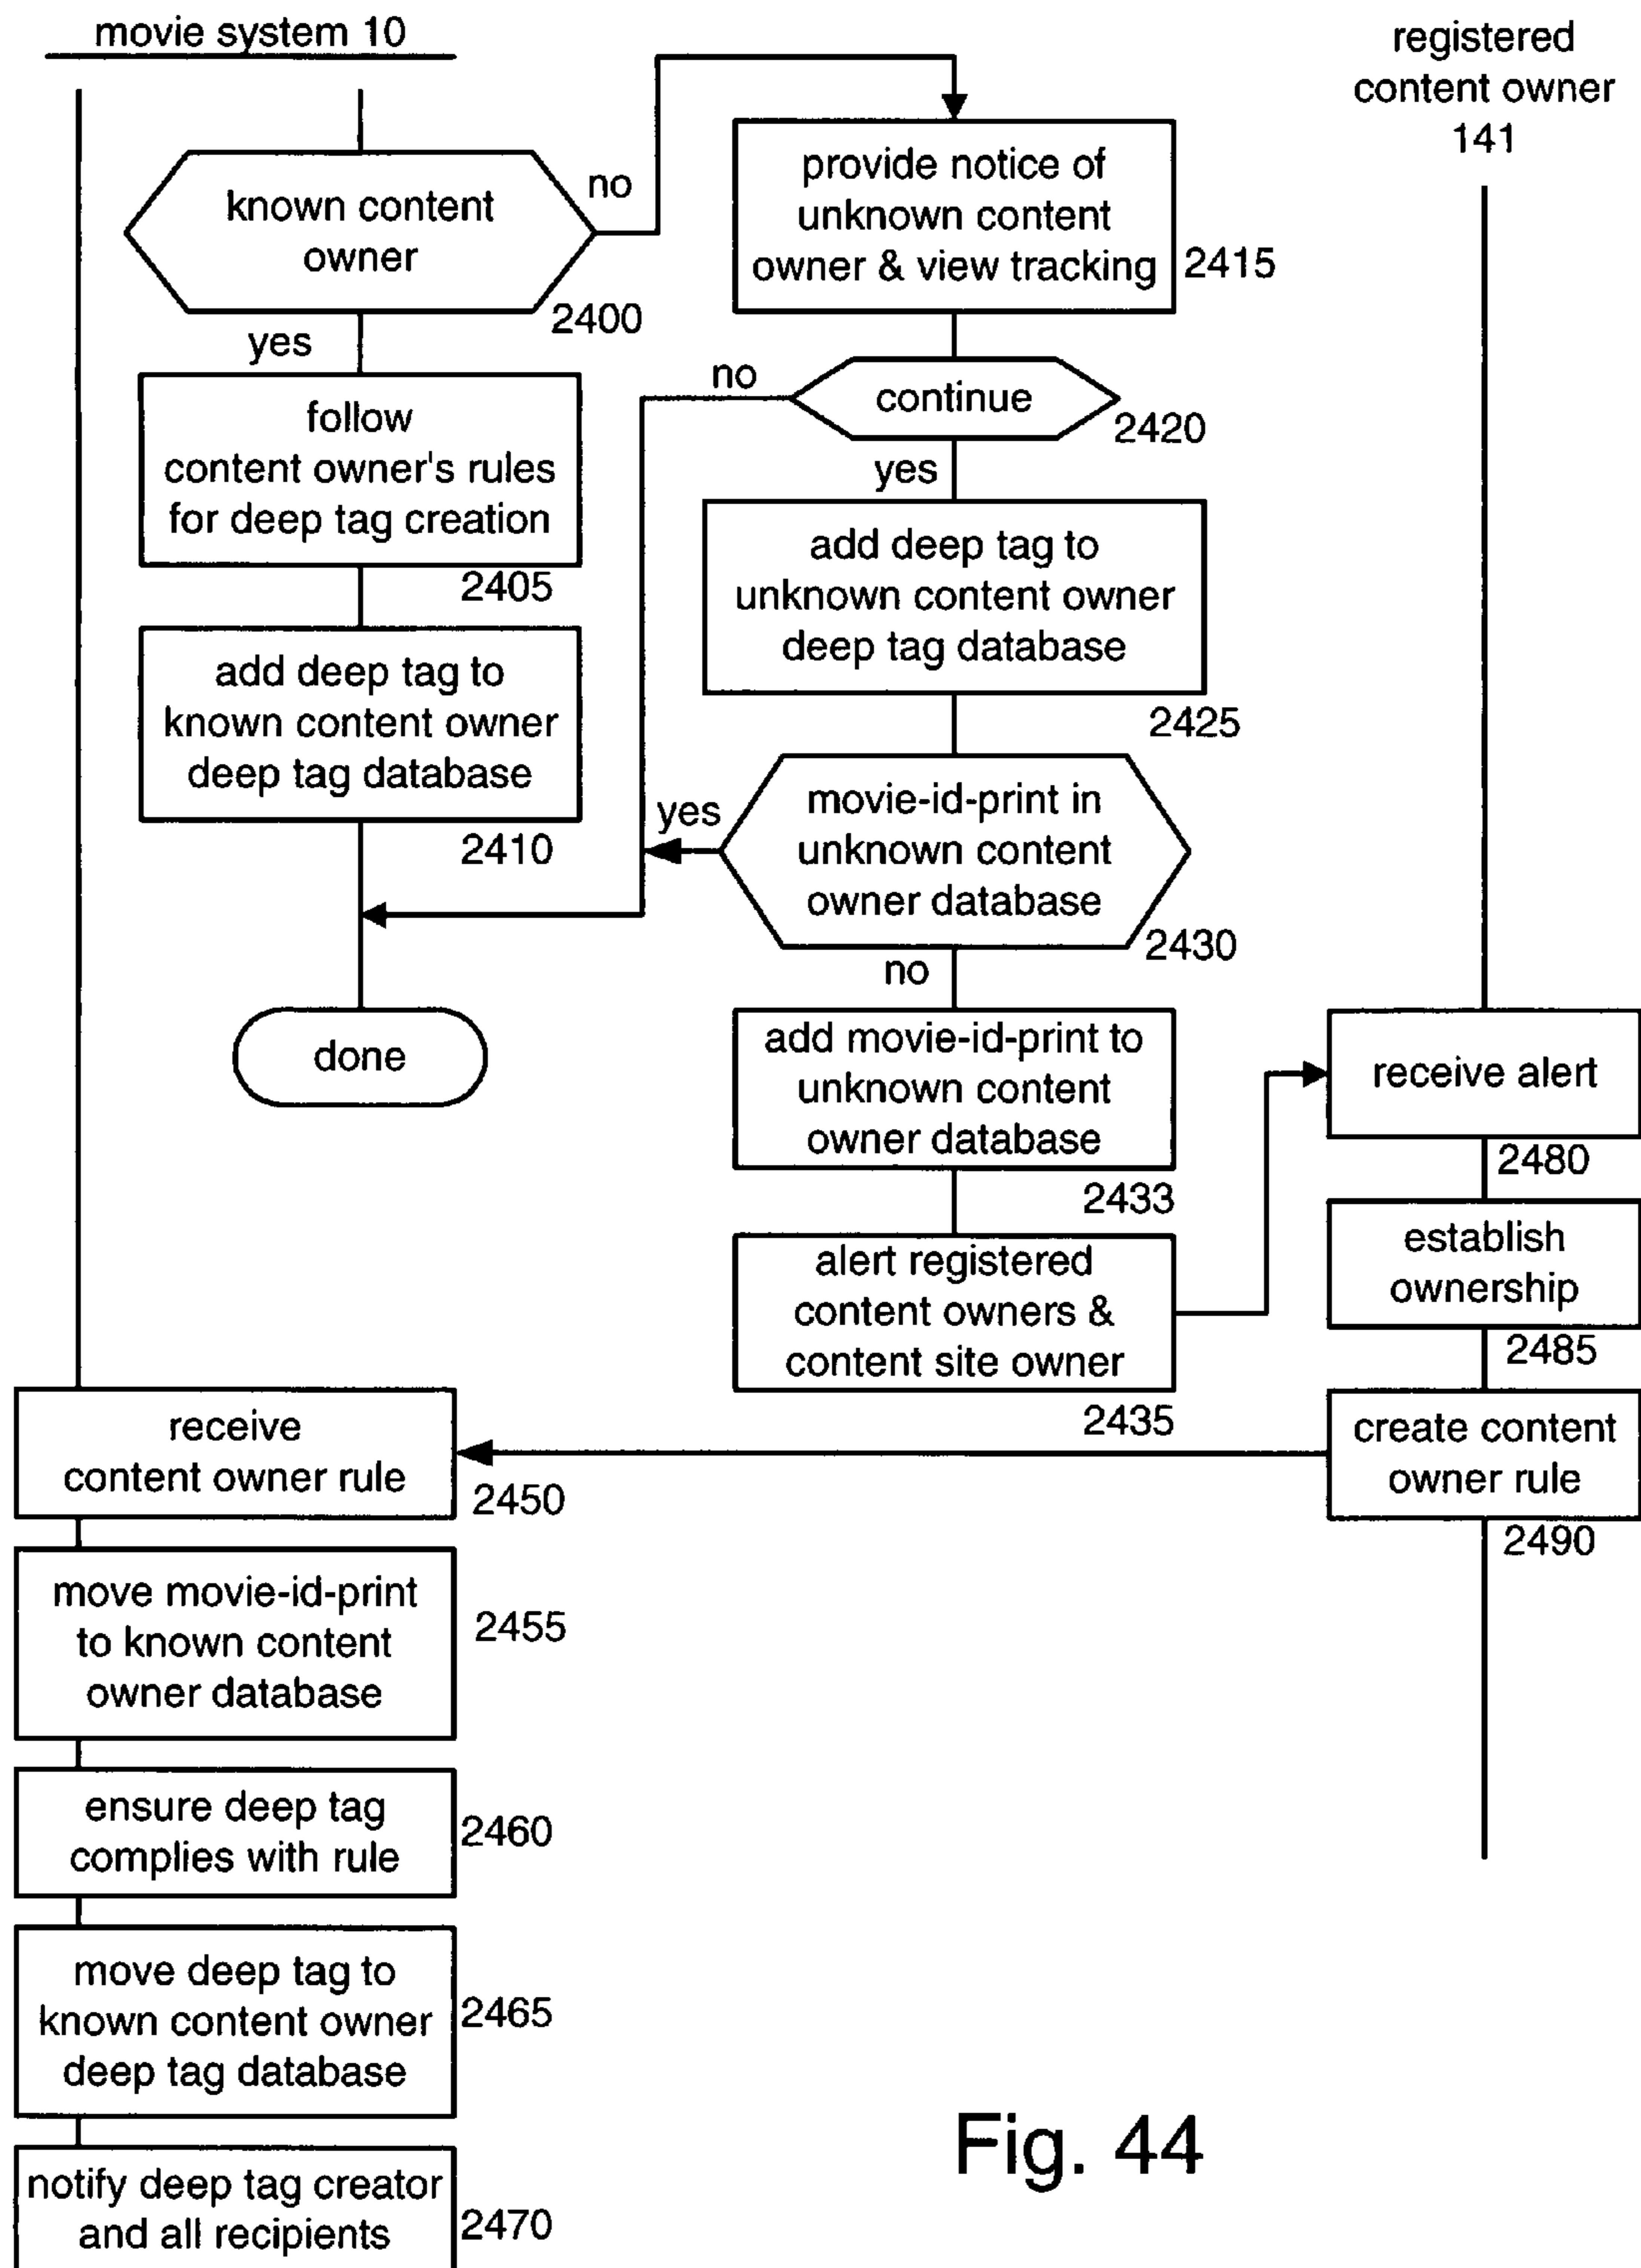 movie system 10
registered
content owner
141
known content
owner
no
2400
yes
follow
content owner's rules
for deep tag creation
2405
add deep tag to
known content owner
deep tag database
2410
done
provide notice of
unknown content
owner & view tracking
2415
continue
no
2420
yes
add deep tag to
unknown content owner
deep tag database
2425
movie-id-print in
unknown content
owner database
yes
2430
no
add movie-id-print to
unknown content
owner database
2433
alert registered
content owners &
content site owner
2435
receive alert
2480
establish
ownership
2485
create content
owner rule
2490
receive
content owner rule
2450
move movie-id-print
to known content
owner database
2455
ensure deep tag
complies with rule
2460
move deep tag to
known content owner
deep tag database
2465
notify deep tag creator
and all recipients
2470
Fig. 44